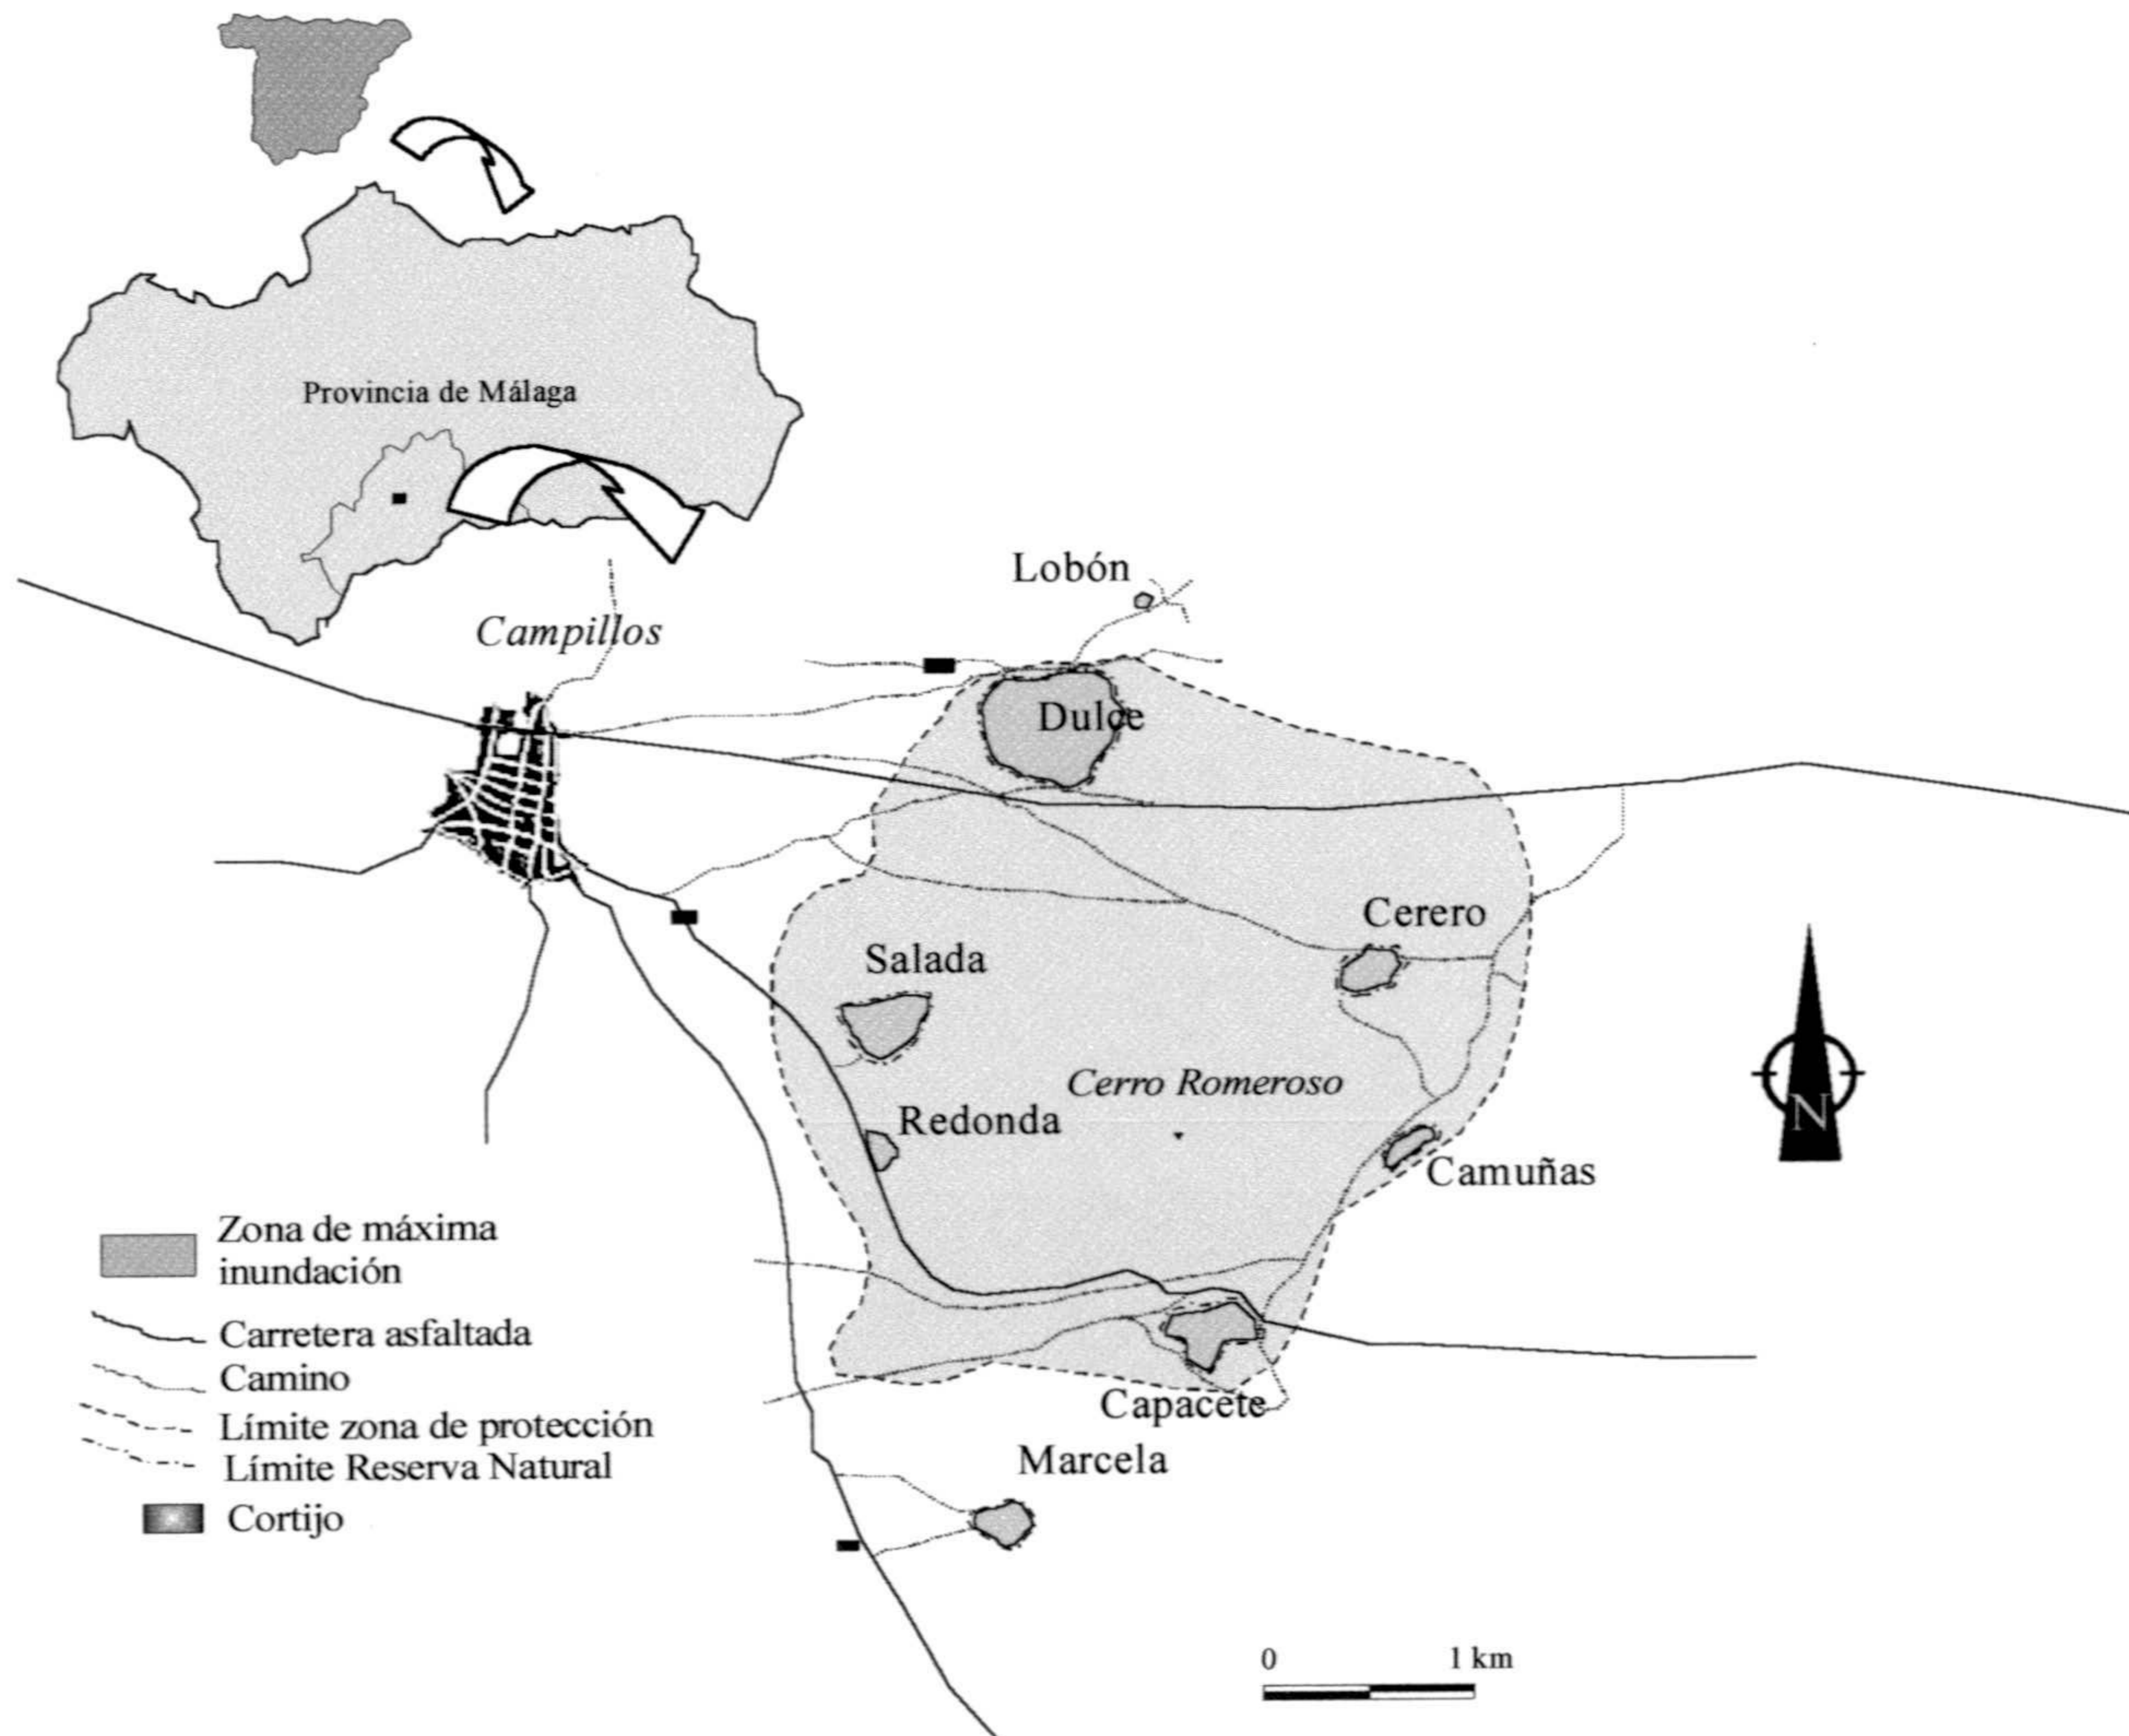 Provincia de Málaga
Lobón
Campillos
Dulce
Cerero
Salada
Cerro Romeroso
Redonda
Camuñas
N
Zona de máxima
inundación
Carretera asfaltada
Camino
Límite zona de protección
Límite Reserva Natural
Cortijo
Capacete
Marcela
0 1 km